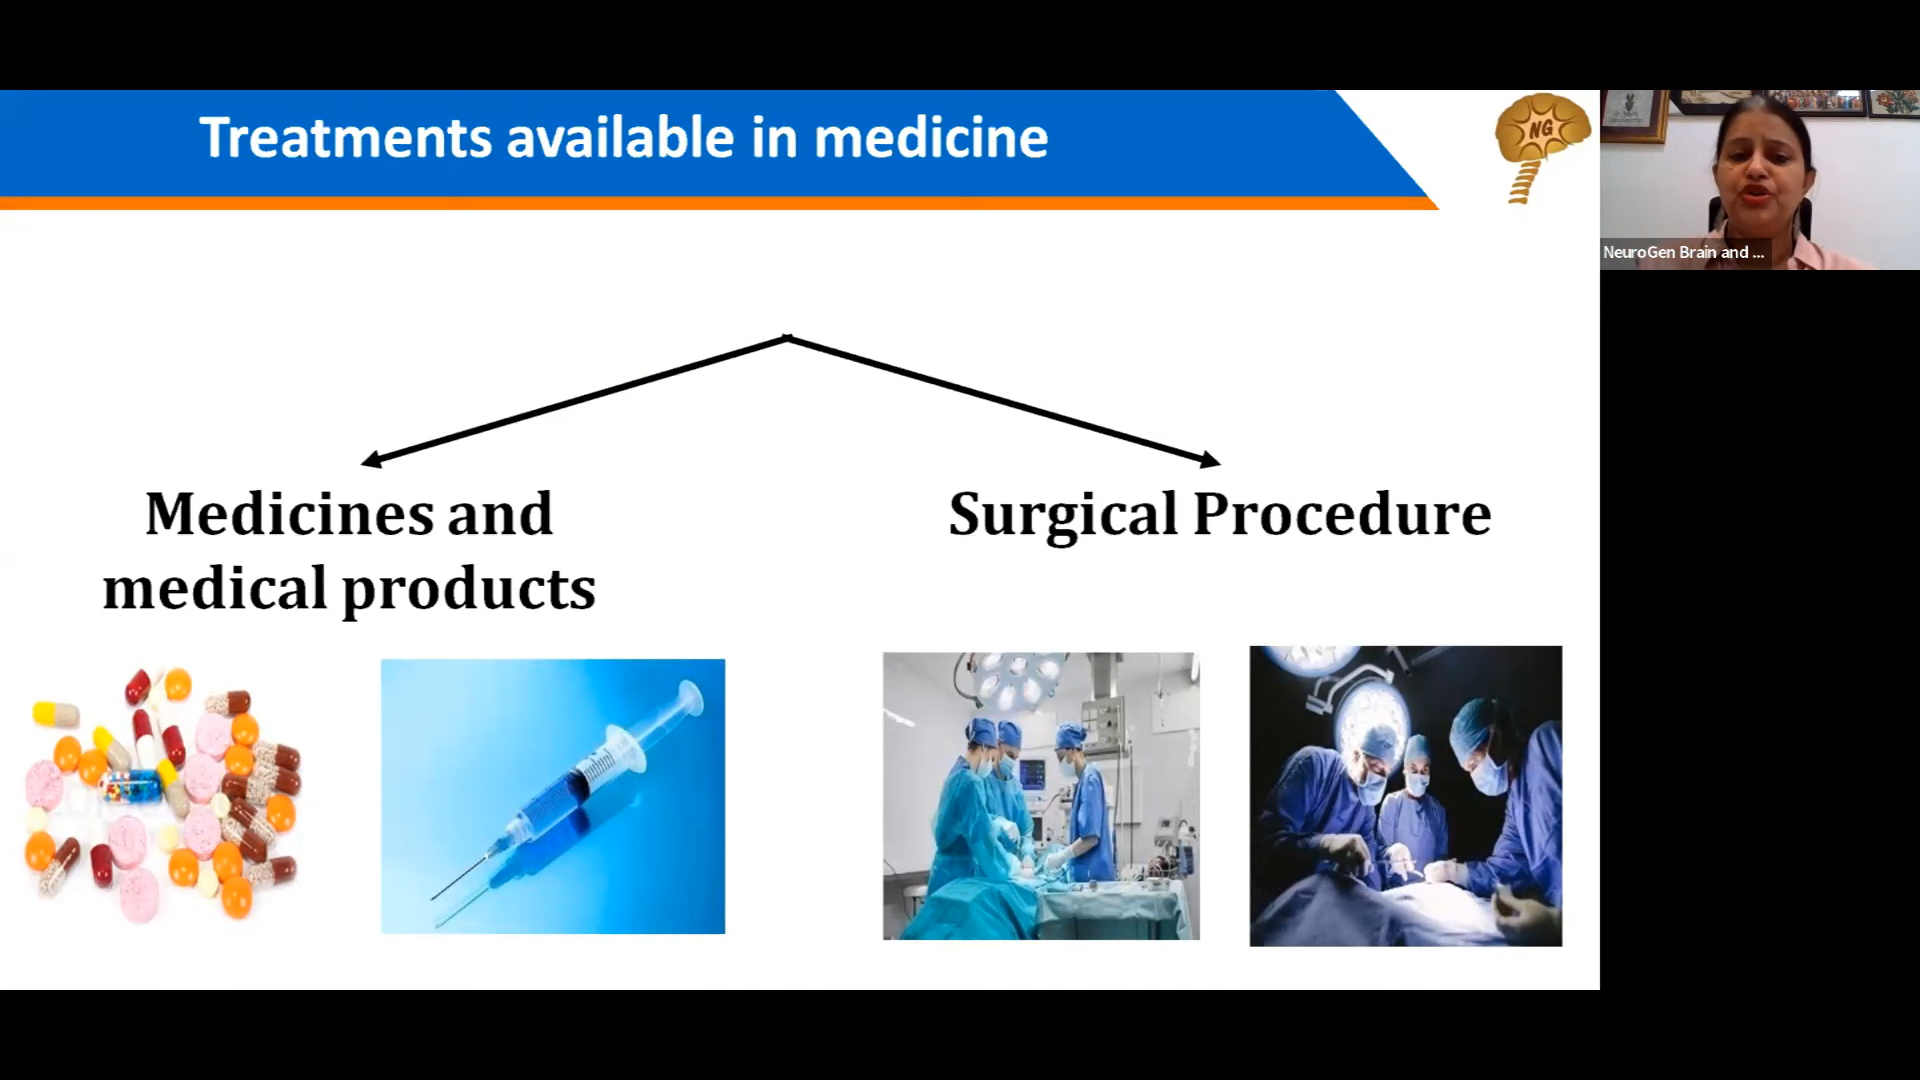 Treatments available in medicine
NG
NeuroGen Brain and ...
Medicines and
medical products
Surgical Procedure